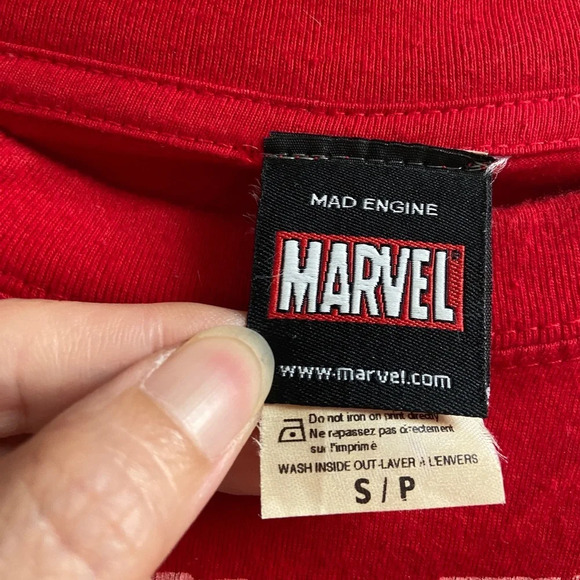 MAD ENGINE
MARVEL
www.marvel.com
Do not iron on print directly
Ne repassez pas directement
sur l'imprimé
WASH INSIDE OUT-LAVER À L'ENVERS
S / P